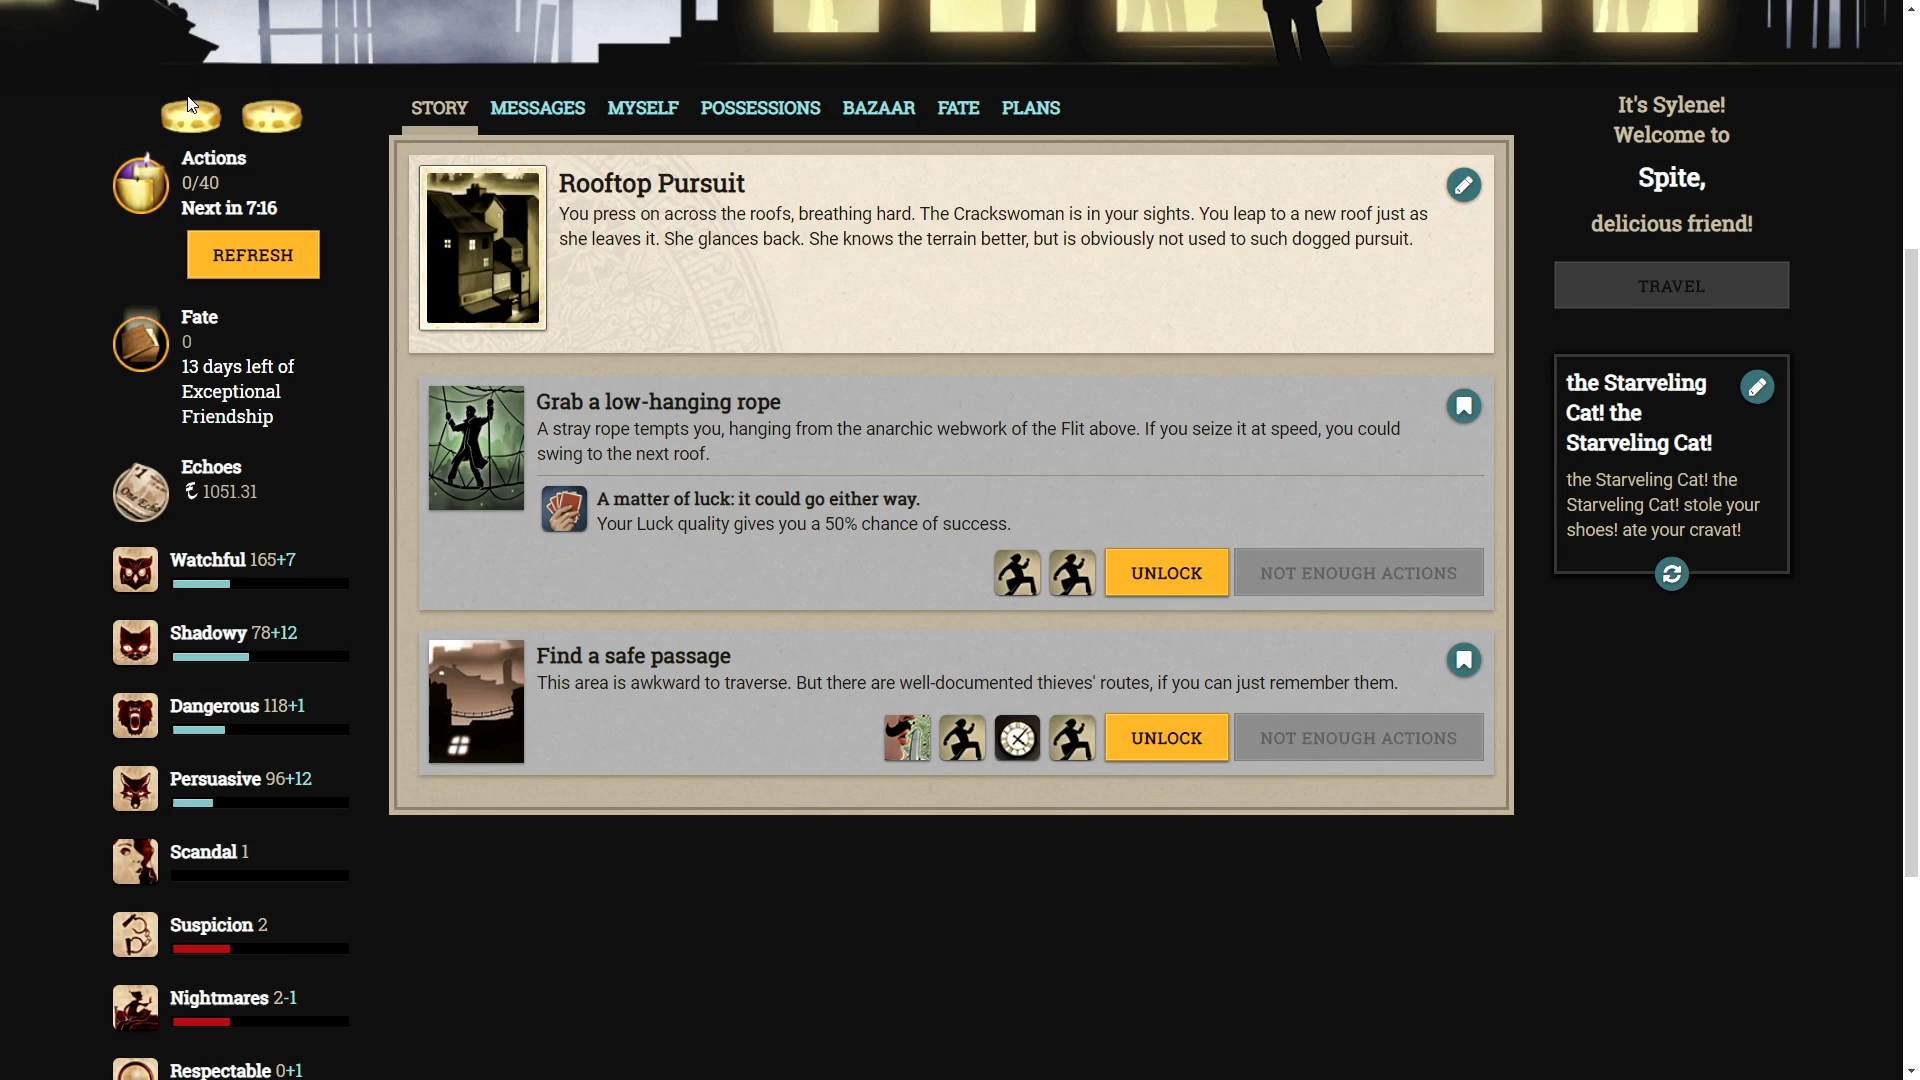 STORY MESSAGES MYSELF POSSESSIONS BAZAAR FATE PLANS
Actions
0/40
Next in 7:16
REFRESH
Fate
0
13 days left of
Exceptional
Friendship
Echoes
1051.31
Watchful 165+7
Shadowy 78+12
Dangerous 118+1
Persuasive 96+12
Scandal 1
Suspicion 2
Nightmares 2-1
Respectable 0+1
Rooftop Pursuit
You press on across the roofs, breathing hard. The Crackswoman is in your sights. You leap to a new roof just as
she leaves it. She glances back. She knows the terrain better, but is obviously not used to such dogged pursuit.
Grab a low-hanging rope
A stray rope tempts you, hanging from the anarchic webwork of the Flit above. If you seize it at speed, you could
swing to the next roof.
A matter of luck: it could go either way.
Your Luck quality gives you a 50% chance of success.
UNLOCK NOT ENOUGH ACTIONS
Find a safe passage
This area is awkward to traverse. But there are well-documented thieves' routes, if you can just remember them.
UNLOCK NOT ENOUGH ACTIONS
It's Sylene!
Welcome to
Spite,
delicious friend!
TRAVEL
the Starveling
Cat! the
Starveling Cat!
the Starveling Cat! the
Starveling Cat! stole your
shoes! ate your cravat!